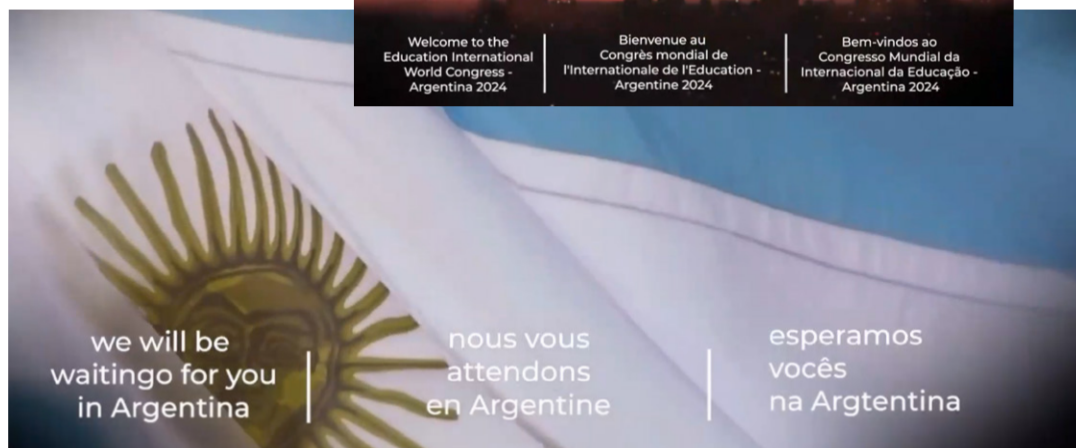 Welcome to the
Education International
World Congress -
Argentina 2024
Bienvenue au
Congrès mondial de
l'Internationale de l'Education -
Argentine 2024
Bem-vindos ao
Congresso Mundial da
Internacional da Educação -
Argentina 2024
we will be
waitingo for you
in Argentina
nous vous
attendons
en Argentine
esperamos
vocês
na Argtentina